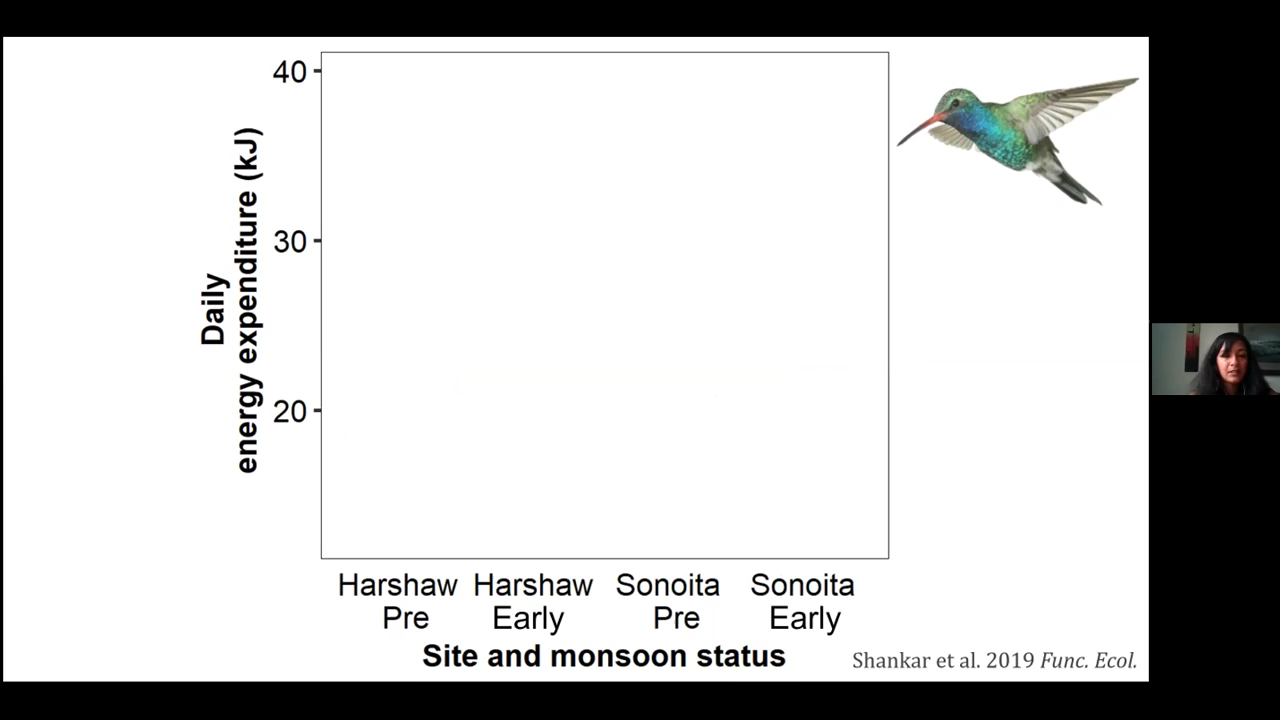 40
30
20
Daily
energy expenditure (kJ)
Harshaw Harshaw Sonoita Sonoita
Pre Early Pre Early
Site and monsoon status
Shankar et al. 2019 Func. Ecol.